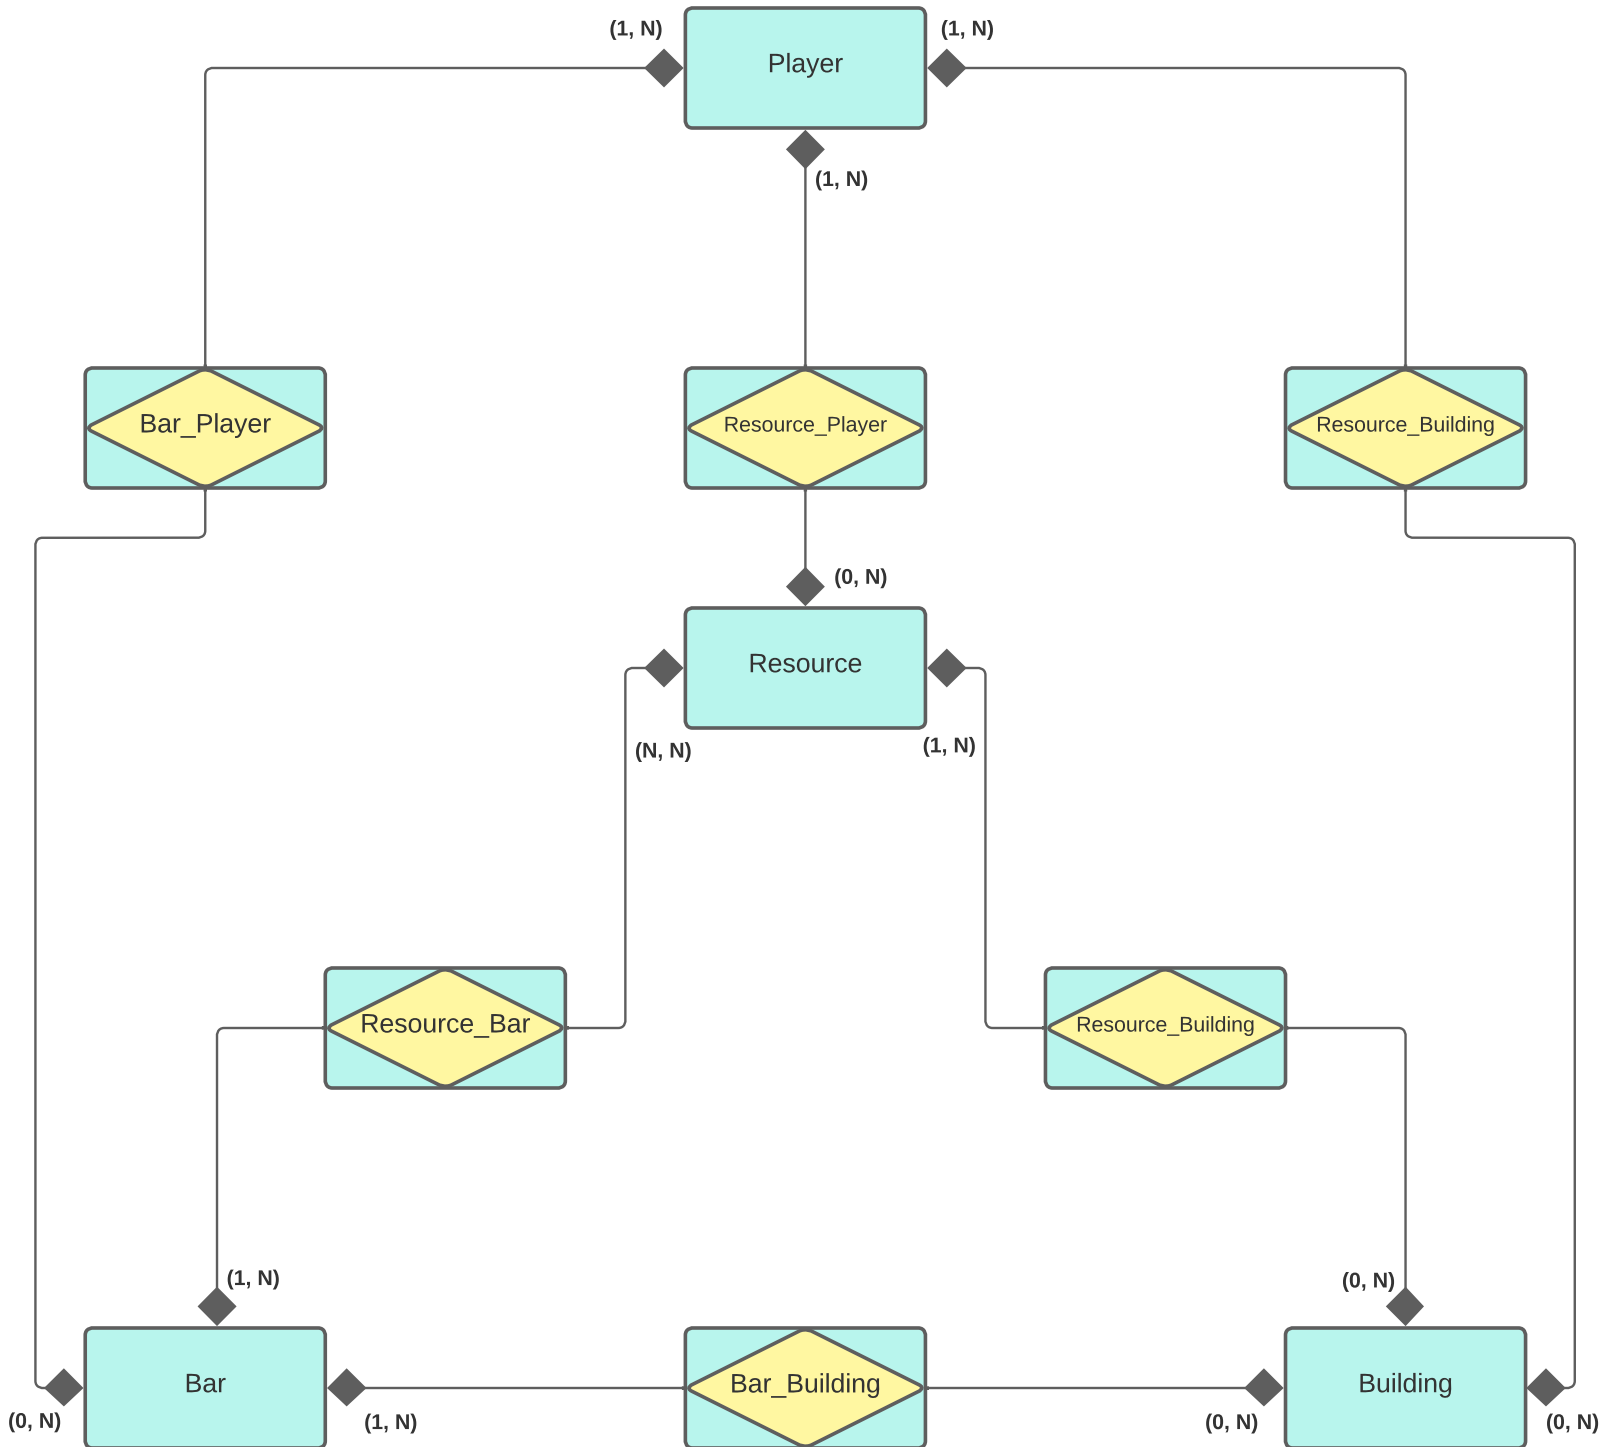 (1, N)
Player
(1, N)
(1, N)
Bar_Player
Resource_Player
Resource_Building
(0, N)
Resource
(N, N)
(1, N)
Resource_Bar
Resource_Building
(1, N)
(0, N)
Bar
Bar_Building
Building
(0, N)
(1, N)
(0, N)
(0, N)